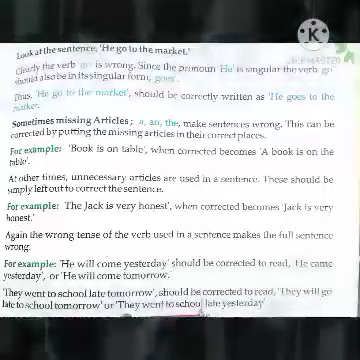 Look at the sentence, 'He go to the market.'
Clearly the verb go is wrong. Since the pronoun 'He' is singular the verb 'go'
should also be in its singular form, 'goes'.
Thus, 'He go to the market', should be correctly written as 'He goes to the
market.'
Sometimes missing Articles; a, an, the, make sentences wrong. This can be
corrected by putting the missing articles in their correct places.
For example: 'Book is on table', when corrected becomes 'A book is on the
table'.
At other times, unnecessary articles are used in a sentence. These should be
simply left out to correct the sentence.
For example: The Jack is very honest', when corrected becomes 'Jack is very
honest.'
Again the wrong tense of the verb used in a sentence makes the full sentence
wrong.
For example: 'He will come yesterday' should be corrected to read, 'He came
yesterday', or 'He will come tomorrow.'
'They went to school late tomorrow', should be corrected to read, 'They will go
late to school tomorrow' or 'They went to school late yesterday'